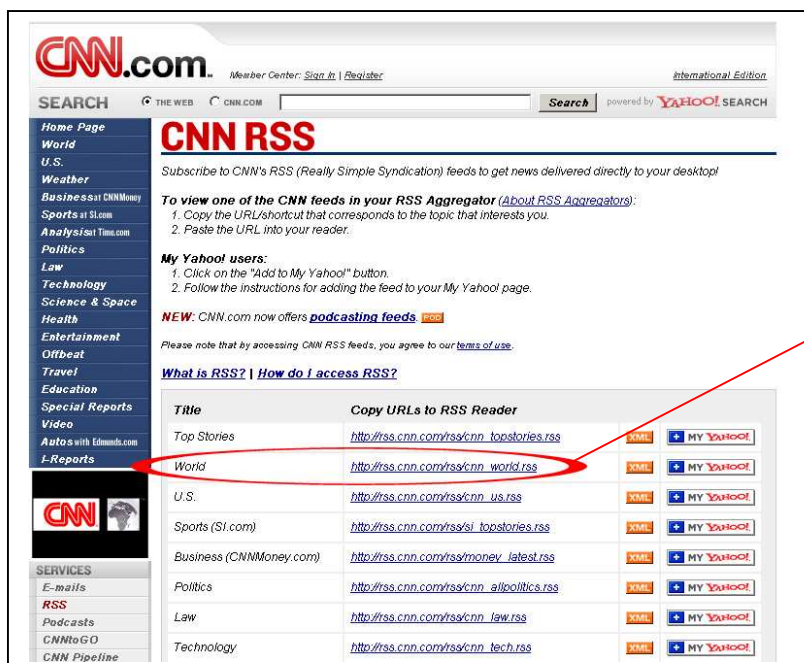 CNN.com
Member Center: Sign In | Register
International Edition
SEARCH
THE WEB
CNN.COM
Search
powered by YAHOO! SEARCH
Home Page
World
U.S.
Weather
Business at CNNMoney
Sports at SI.com
Analysis at Time.com
Politics
Law
Technology
Science & Space
Health
Entertainment
Offbeat
Travel
Education
Special Reports
Video
Autos with Edmunds.com
I-Reports
CNN
SERVICES
E-mails
RSS
Podcasts
CNNtoGO
CNN Pipeline
CNN RSS
Subscribe to CNN's RSS (Really Simple Syndication) feeds to get news delivered directly to your desktop!
To view one of the CNN feeds in your RSS Aggregator (About RSS Aggregators):
1. Copy the URL/shortcut that corresponds to the topic that interests you.
2. Paste the URL into your reader.
My Yahoo! users:
1. Click on the "Add to My Yahoo!" button.
2. Follow the instructions for adding the feed to your My Yahoo! page.
NEW: CNN.com now offers podcasting feeds. POD
Please note that by accessing CNN RSS feeds, you agree to our terms of use.
What is RSS? | How do I access RSS?
Title Copy URLs to RSS Reader
Top Stories http://rss.cnn.com/rss/cnn_topstories.rss XML + MY YAHOO!
World http://rss.cnn.com/rss/cnn_world.rss XML + MY YAHOO!
U.S. http://rss.cnn.com/rss/cnn_us.rss XML + MY YAHOO!
Sports (SI.com) http://rss.cnn.com/rss/si_topstories.rss XML + MY YAHOO!
Business (CNNMoney.com) http://rss.cnn.com/rss/money_latest.rss XML + MY YAHOO!
Politics http://rss.cnn.com/rss/cnn_allpolitics.rss XML + MY YAHOO!
Law http://rss.cnn.com/rss/cnn_law.rss XML + MY YAHOO!
Technology http://rss.cnn.com/rss/cnn_tech.rss XML + MY YAHOO!